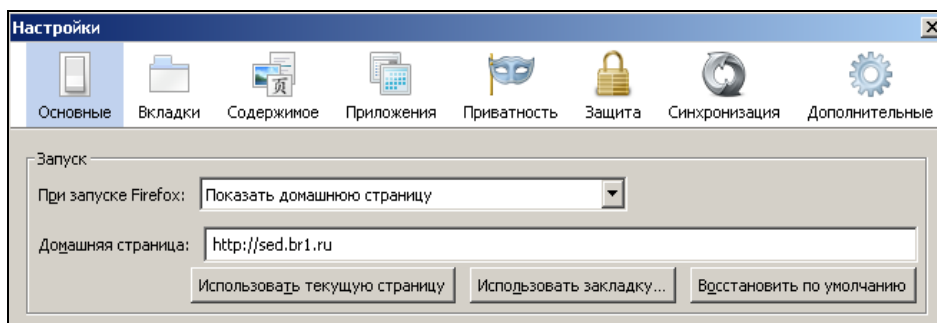 Настройки
Основные Вкладки Содержимое Приложения Приватность Защита Синхронизация Дополнительные
Запуск
При запуске Firefox: Показать домашнюю страницу
Домашняя страница: http://sed.br1.ru
Использовать текущую страницу Использовать закладку... Восстановить по умолчанию